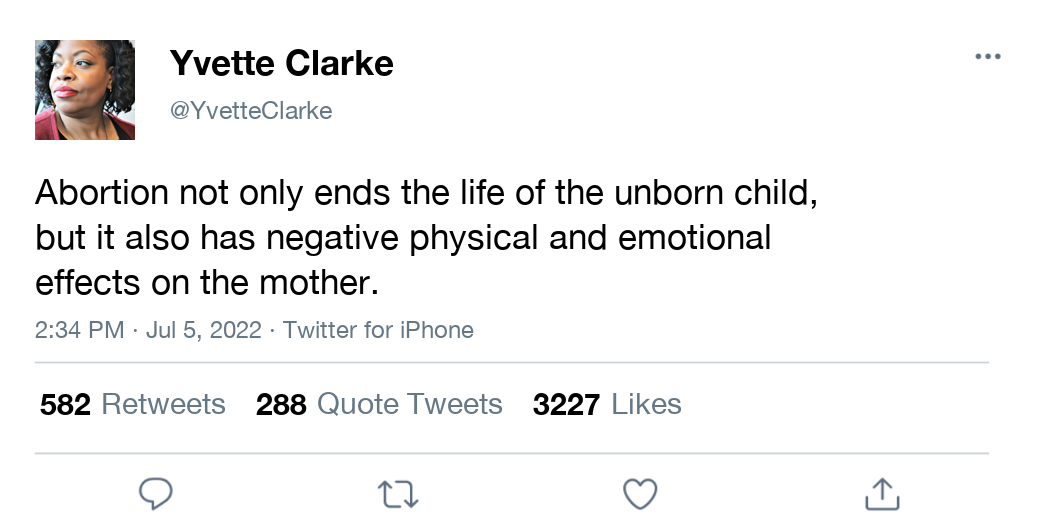 Yvette Clarke
@YvetteClarke
Abortion not only ends the life of the unborn child,
but it also has negative physical and emotional
effects on the mother.
2:34 PM · Jul 5, 2022 · Twitter for iPhone
582 Retweets 288 Quote Tweets 3227 Likes